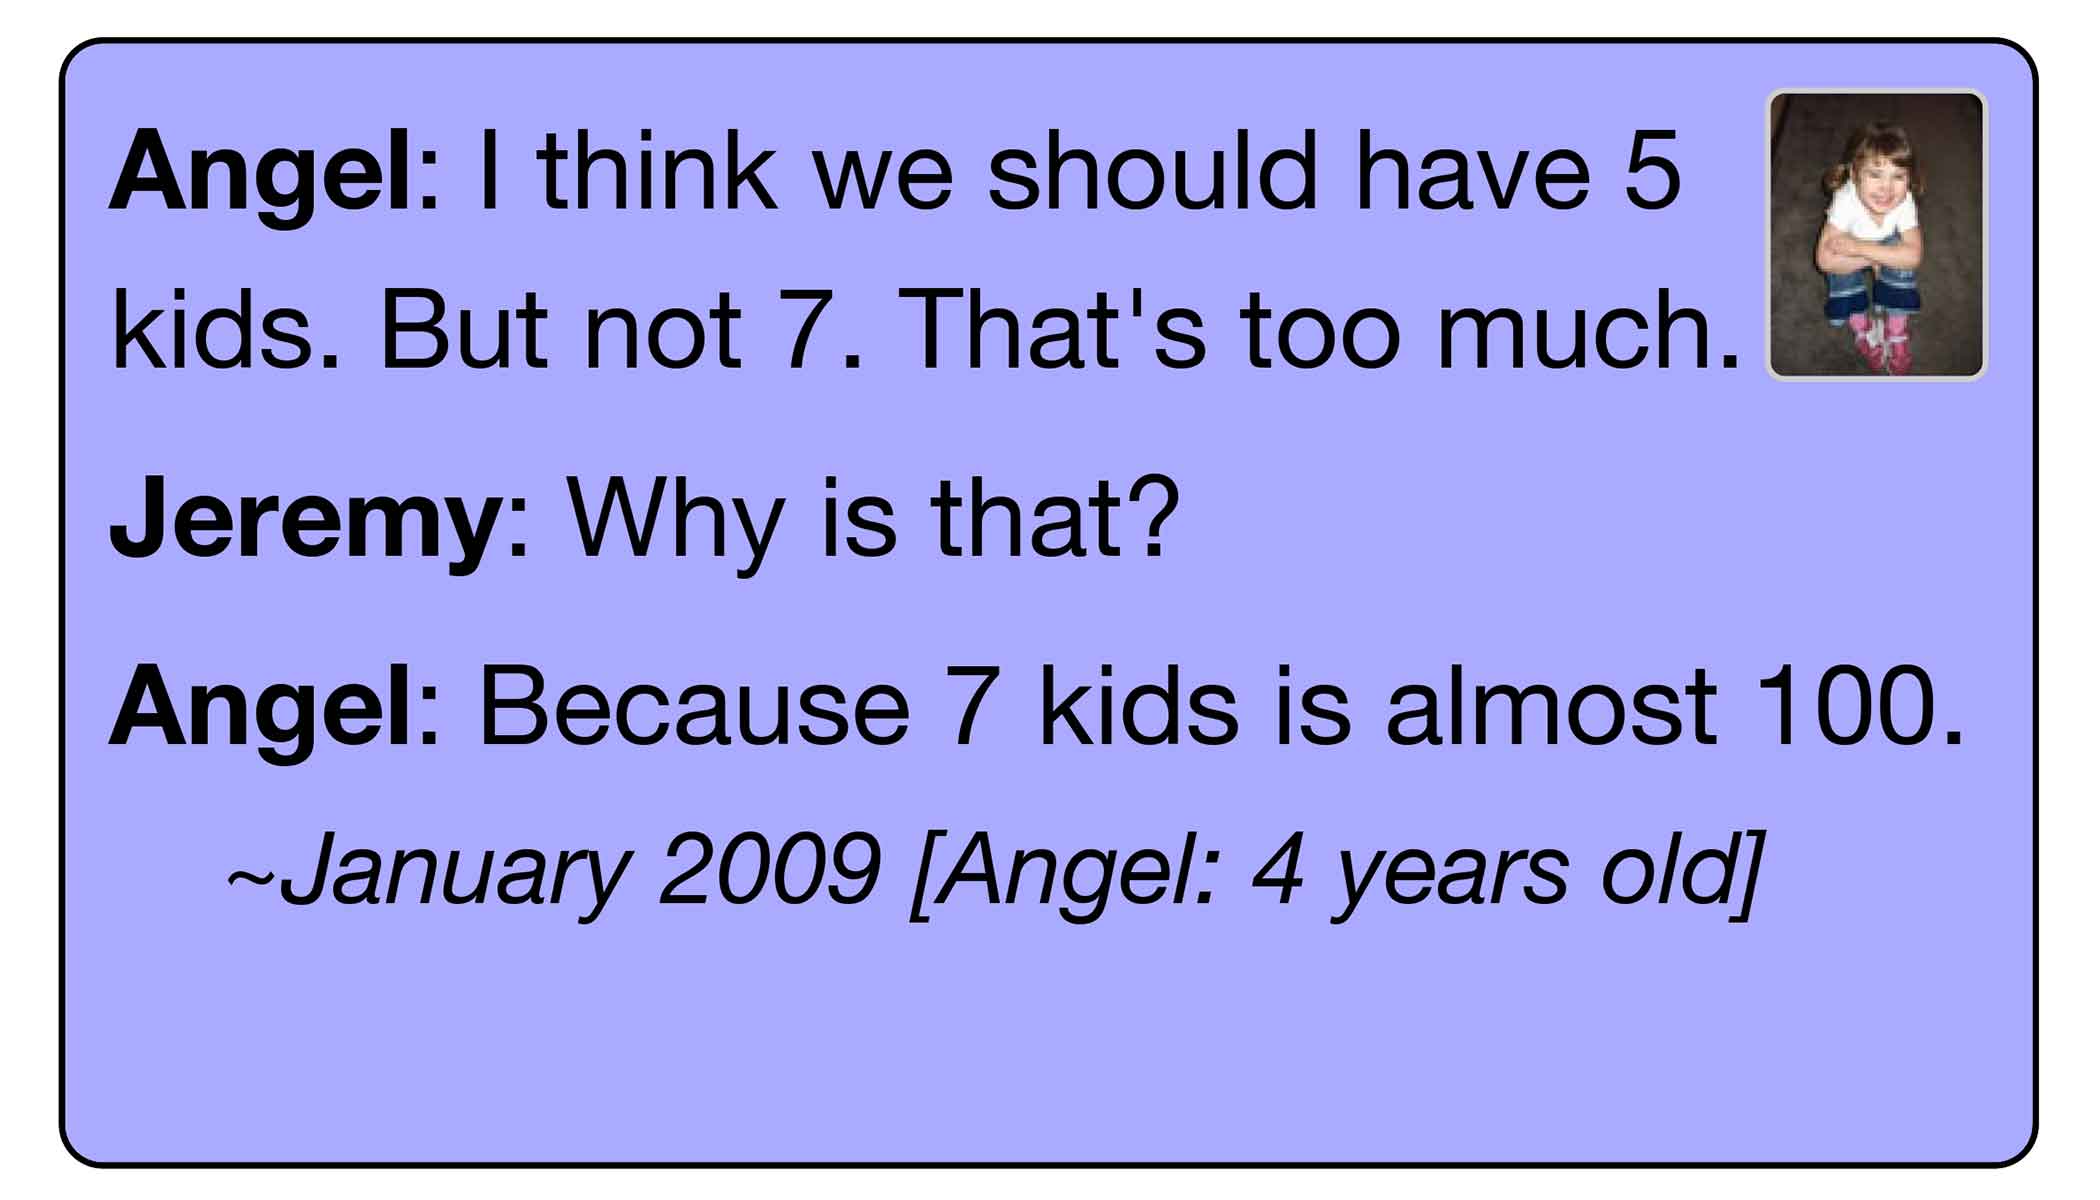 Angel: I think we should have 5
kids. But not 7. That's too much.
Jeremy: Why is that?
Angel: Because 7 kids is almost 100.
~January 2009 [Angel: 4 years old]